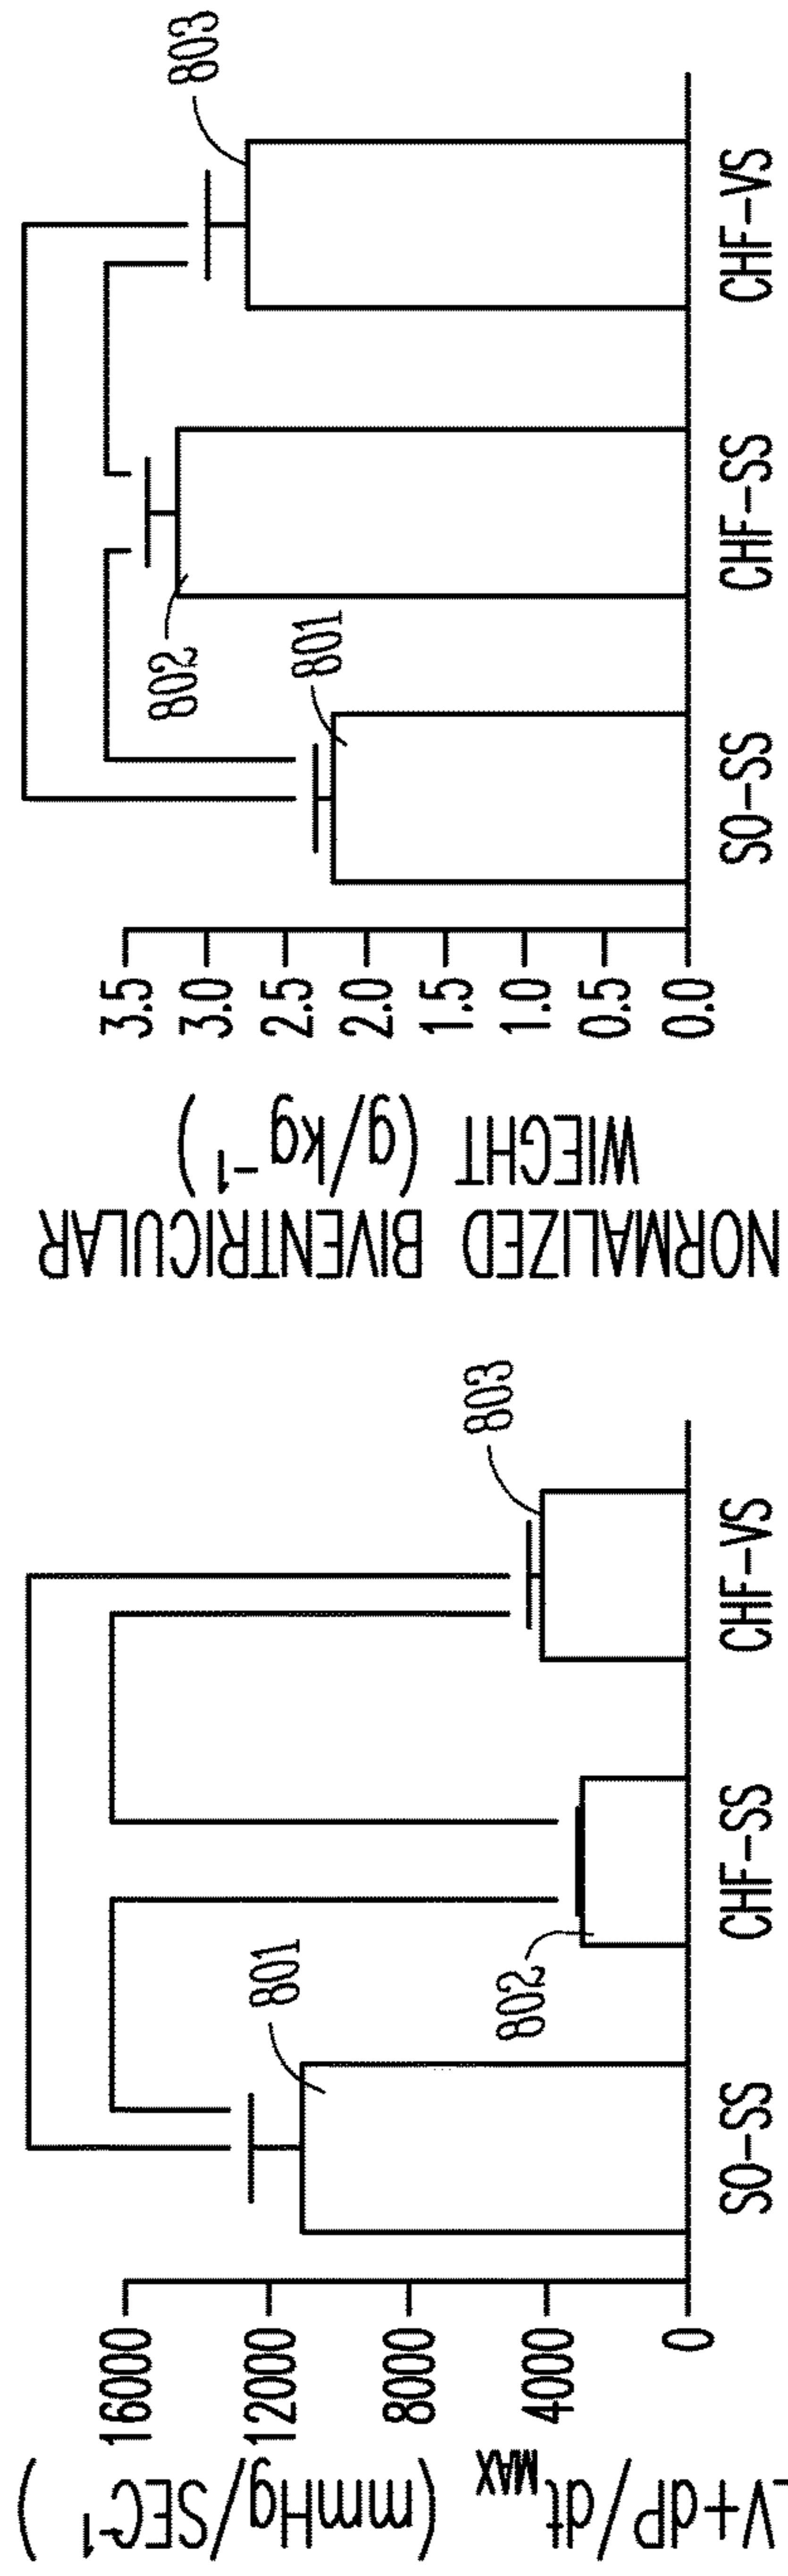 LV+dP/dtMAX (mmHg/SEC-1)
16000
12000
8000
4000
0
801
802
803
SO-SS
CHF-SS
CHF-VS
NORMALIZED BIVENTRICULAR
WIEGHT (g/kg-1)
3.5
3.0
2.5
2.0
1.5
1.0
0.5
0.0
801
802
803
SO-SS
CHF-SS
CHF-VS